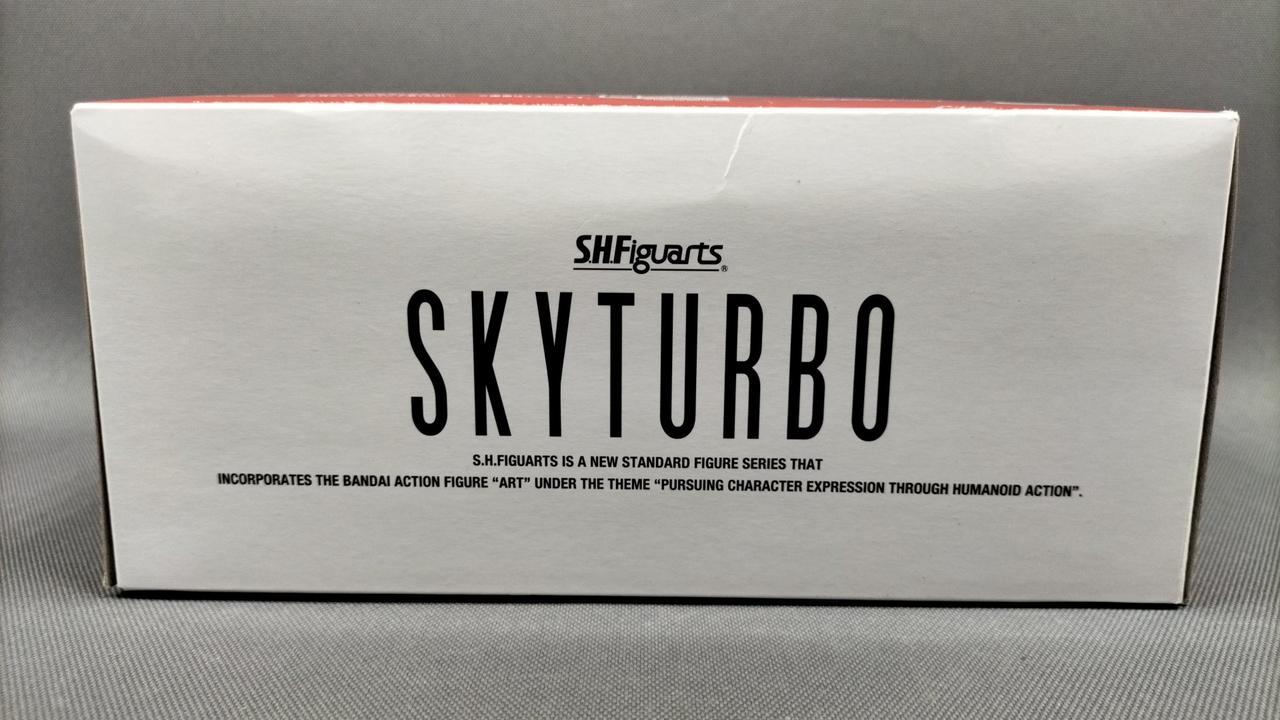 S.H.Figuarts®
SKYTURBO
S.H.FIGUARTS IS A NEW STANDARD FIGURE SERIES THAT
INCORPORATES THE BANDAI ACTION FIGURE “ART” UNDER THE THEME “PURSUING CHARACTER EXPRESSION THROUGH HUMANOID ACTION”.